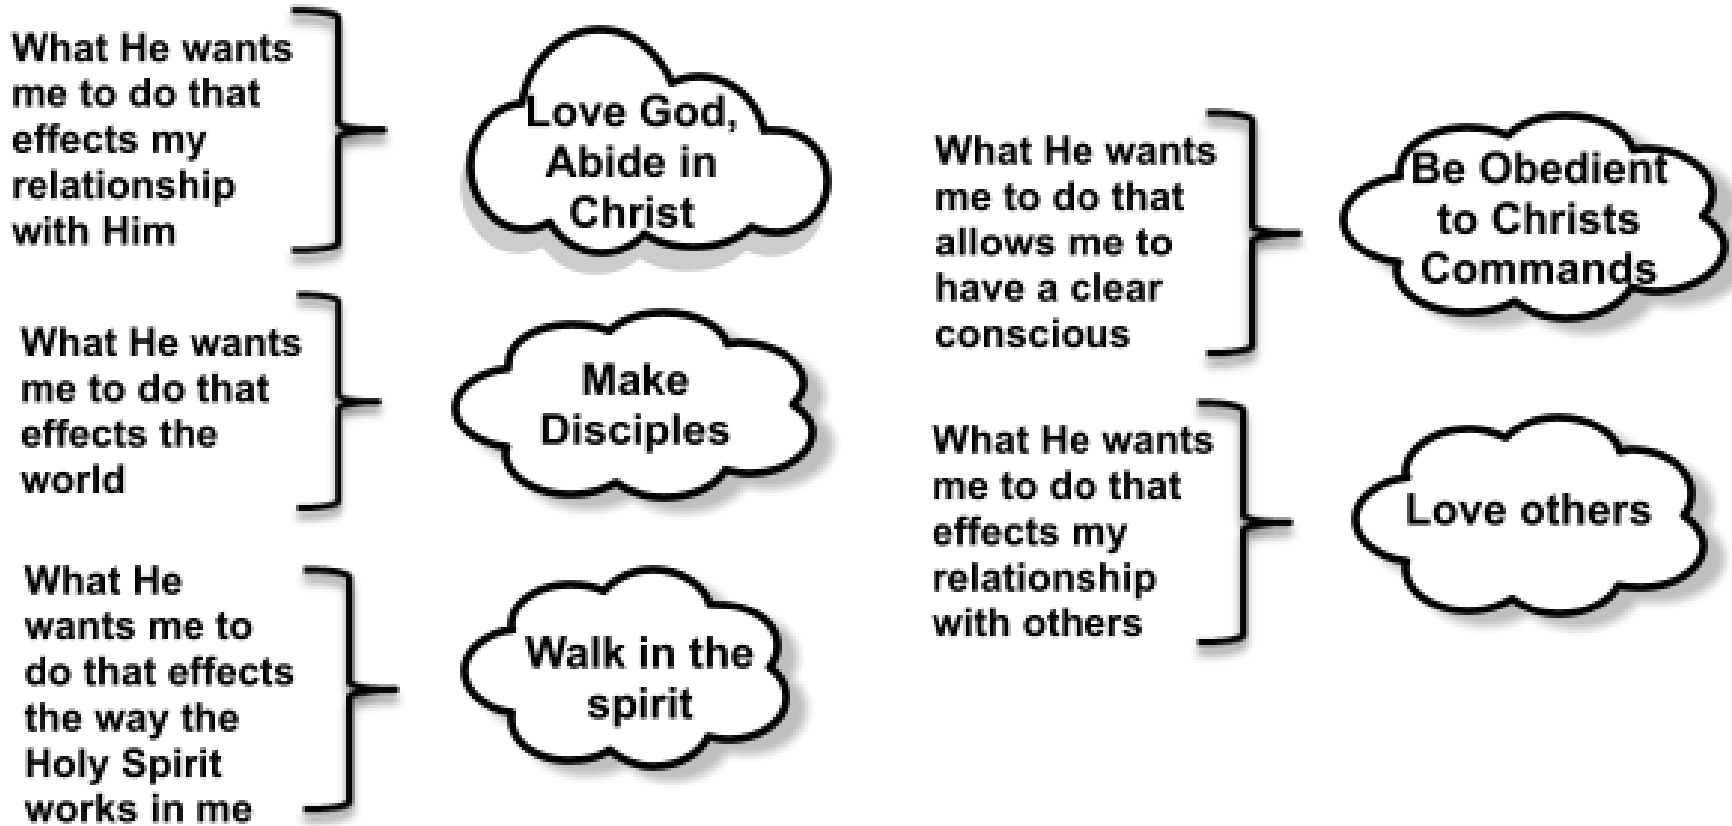 What He wants
me to do that
effects my
relationship
with Him
Love God,
Abide in
Christ
What He wants
me to do that
effects the
world
Make
Disciples
What He
wants me to
do that effects
the way the
Holy Spirit
works in me
Walk in the
spirit
What He wants
me to do that
allows me to
have a clear
conscious
Be Obedient
to Christs
Commands
What He wants
me to do that
effects my
relationship
with others
Love others